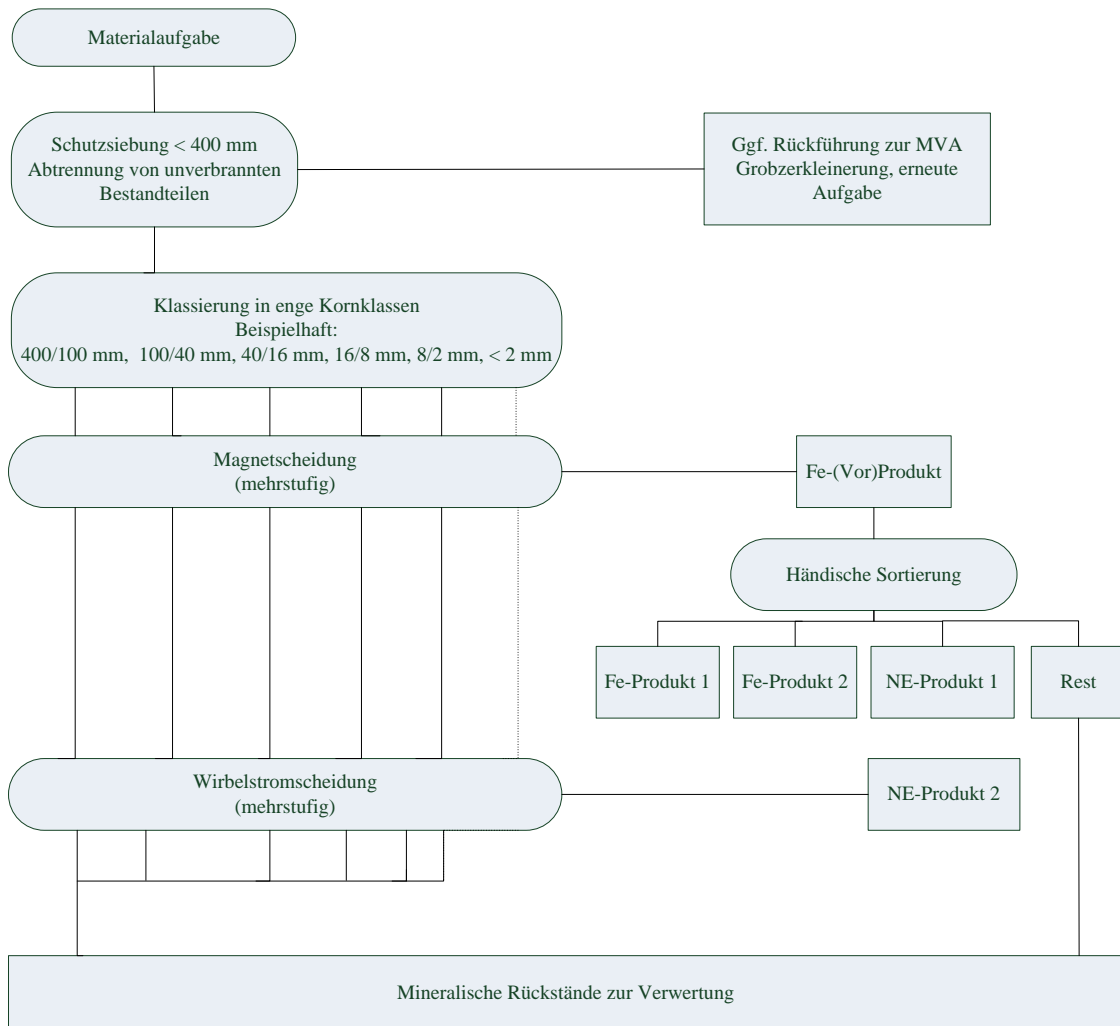 Materialaufgabe
Schutzsiebung < 400 mm
Abtrennung von unverbrannten
Bestandteilen
Ggf. Rückführung zur MVA
Grobzerkleinerung, erneute
Aufgabe
Klassierung in enge Kornklassen
Beispielhaft:
400/100 mm, 100/40 mm, 40/16 mm, 16/8 mm, 8/2 mm, < 2 mm
Magnetscheidung
(mehrstufig)
Fe-(Vor)Produkt
Händische Sortierung
Fe-Produkt 1
Fe-Produkt 2
NE-Produkt 1
Rest
Wirbelstromscheidung
(mehrstufig)
NE-Produkt 2
Mineralische Rückstände zur Verwertung